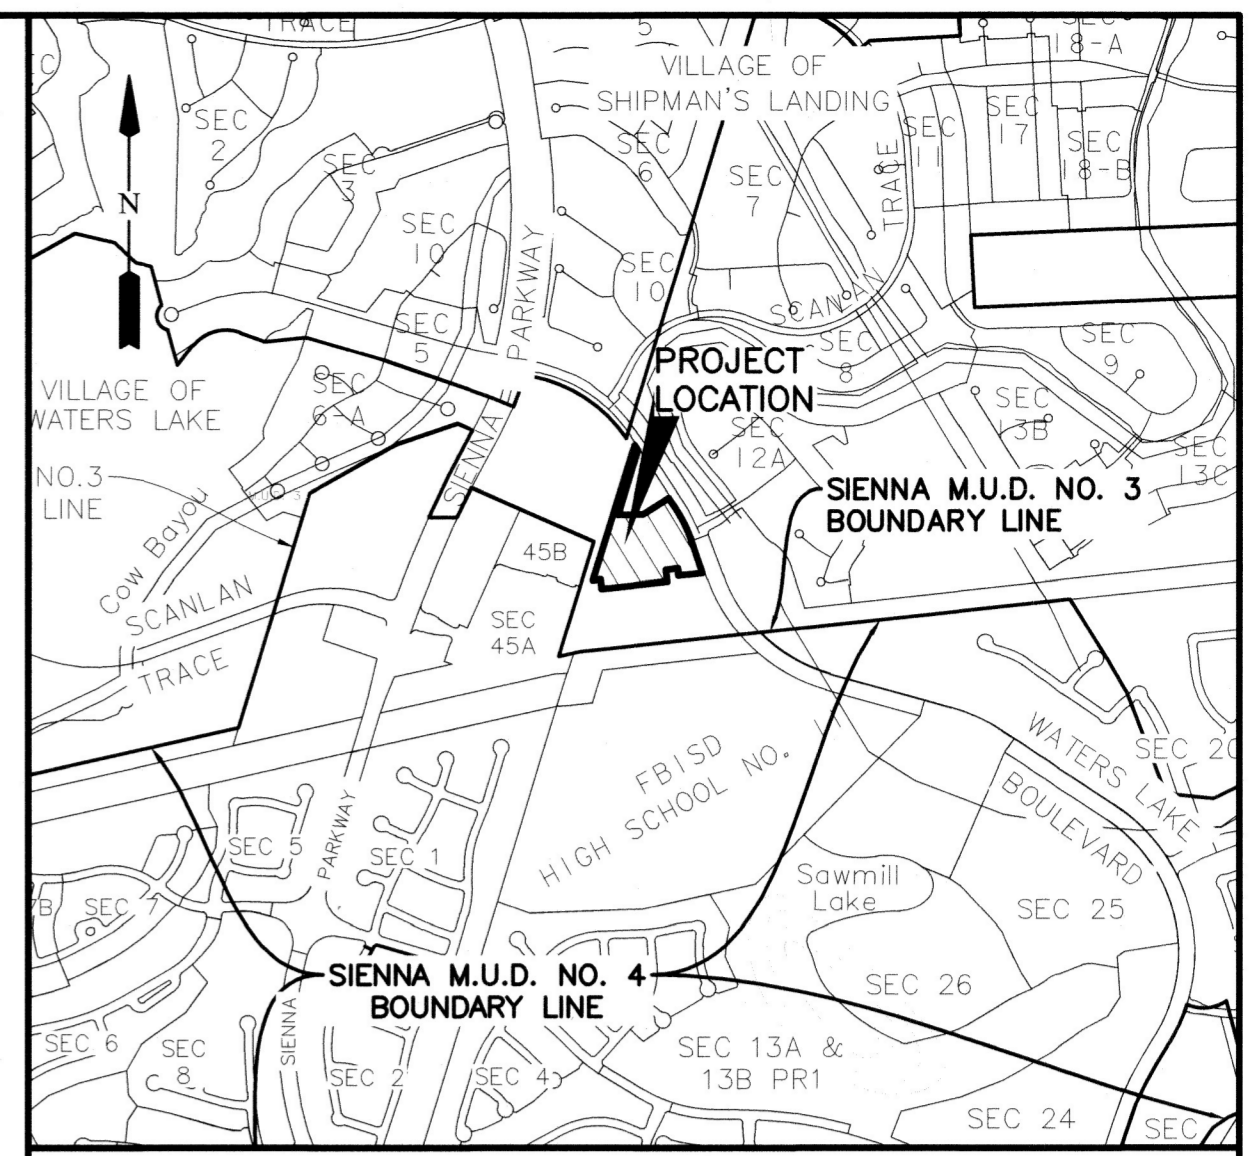 TRACE
5
SEC
18-A
VILLAGE OF
SHIPMAN'S LANDING
SEC
2
SEC
3
SEC
6
SEC
7
TRACE
SEC
11
SEC
17
SEC
18-B
N
SEC
10
PARKWAY
SEC
10
SCANLAN
SEC
5
SEC
8
SEC
9
PROJECT
LOCATION
VILLAGE OF
WATERS LAKE
SEC
6-A
SIENNA
SEC
12A
SEC
13B
SEC
13C
NO.3
LINE
SIENNA M.U.D. NO. 3
BOUNDARY LINE
Cow Bayou
SCANLAN
TRACE
45B
SEC
45A
FBISD
HIGH SCHOOL NO. 11
WATERS LAKE
BOULEVARD
SEC 20
SEC 5
PARKWAY
SEC 1
Sawmill
Lake
7B
SEC 7
SEC 25
SIENNA M.U.D. NO. 4
BOUNDARY LINE
SEC 26
SIENNA
SEC 6
SEC
8
SEC 2
SEC 4
SEC 13A &
13B PR1
SEC 24
SEC